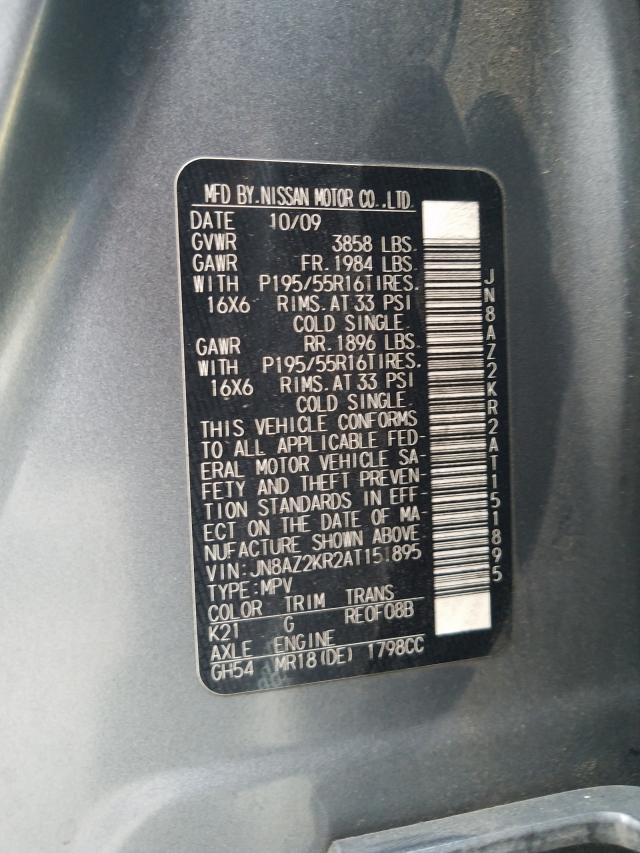 MFD BY. NISSAN MOTOR CO.,LTD.
DATE 10/09
GVWR 3858 LBS.
GAWR FR. 1984 LBS.
WITH P195/55R16TIRES.
16X6 RIMS. AT 33 PSI
COLD SINGLE.
GAWR RR. 1896 LBS.
WITH P195/55R16TIRES.
16X6 RIMS. AT 33 PSI
COLD SINGLE.
THIS VEHICLE CONFORMS
TO ALL APPLICABLE FED-
ERAL MOTOR VEHICLE SA-
FETY AND THEFT PREVEN-
TION STANDARDS IN EFF-
ECT ON THE DATE OF MA-
NUFACTURE SHOWN ABOVE
VIN: JN8AZ2KR2AT151895
TYPE: MPV
COLOR TRIM TRANS
K21 G RE0F08B
AXLE ENGINE
GH54 MR18(DE) 1798CC
JN8AZ2KR2AT151895